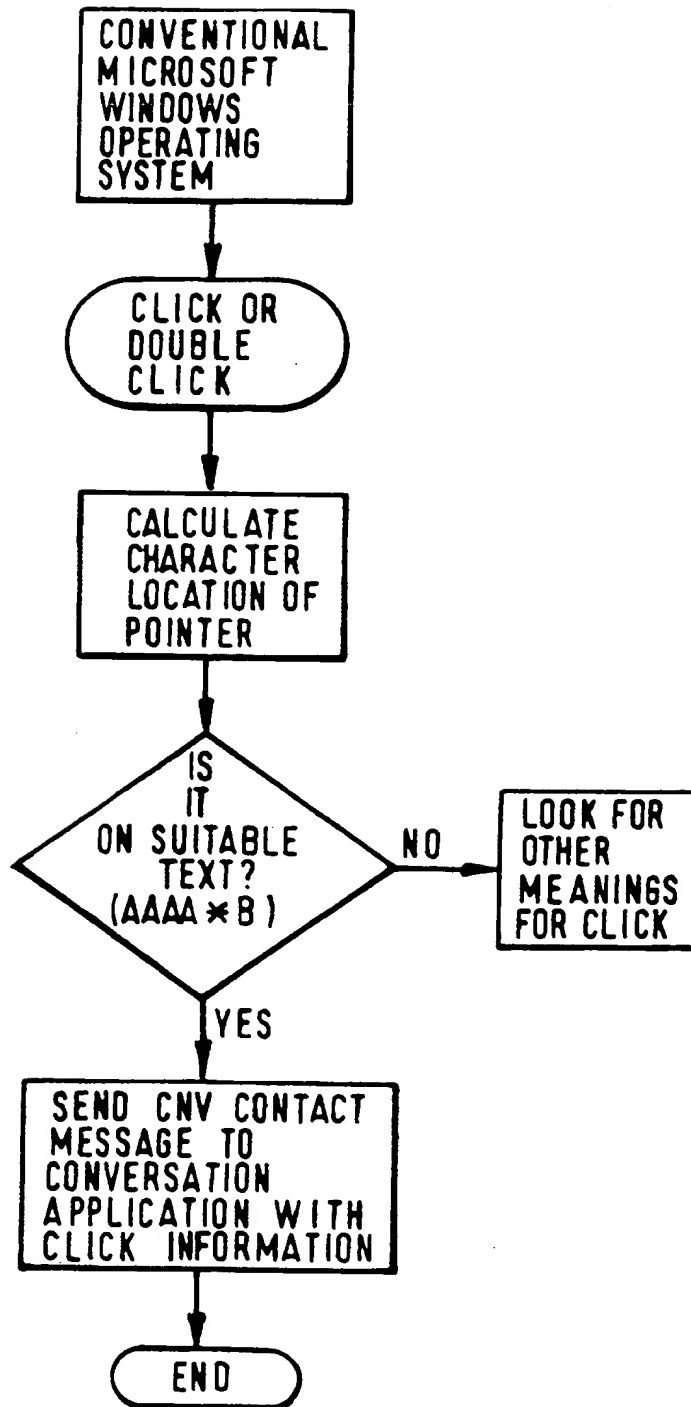 CONVENTIONAL
MICROSOFT
WINDOWS
OPERATING
SYSTEM
CLICK OR
DOUBLE
CLICK
CALCULATE
CHARACTER
LOCATION OF
POINTER
IS
IT
ON SUITABLE
TEXT?
(AAAA*B)
NO
LOOK FOR
OTHER
MEANINGS
FOR CLICK
YES
SEND CNV CONTACT
MESSAGE TO
CONVERSATION
APPLICATION WITH
CLICK INFORMATION
END